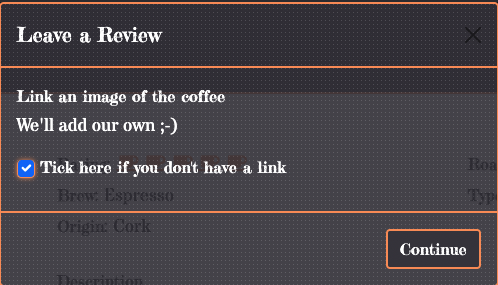 Leave a Review
Link an image of the coffee
We'll add our own ;-)
Tick here if you don't have a link
Roa
Brew: Espresso
Type
Origin: Cork
Continue
Description